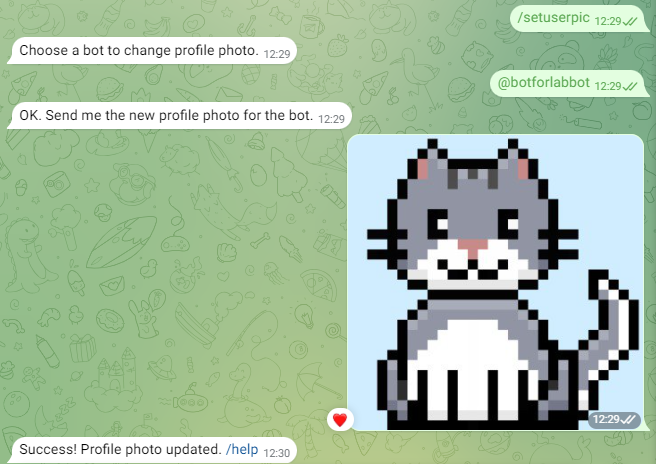 /setuserpic 12:29
Choose a bot to change profile photo. 12:29
@botforlabbot 12:29
OK. Send me the new profile photo for the bot. 12:29
12:29
Success! Profile photo updated. /help 12:30